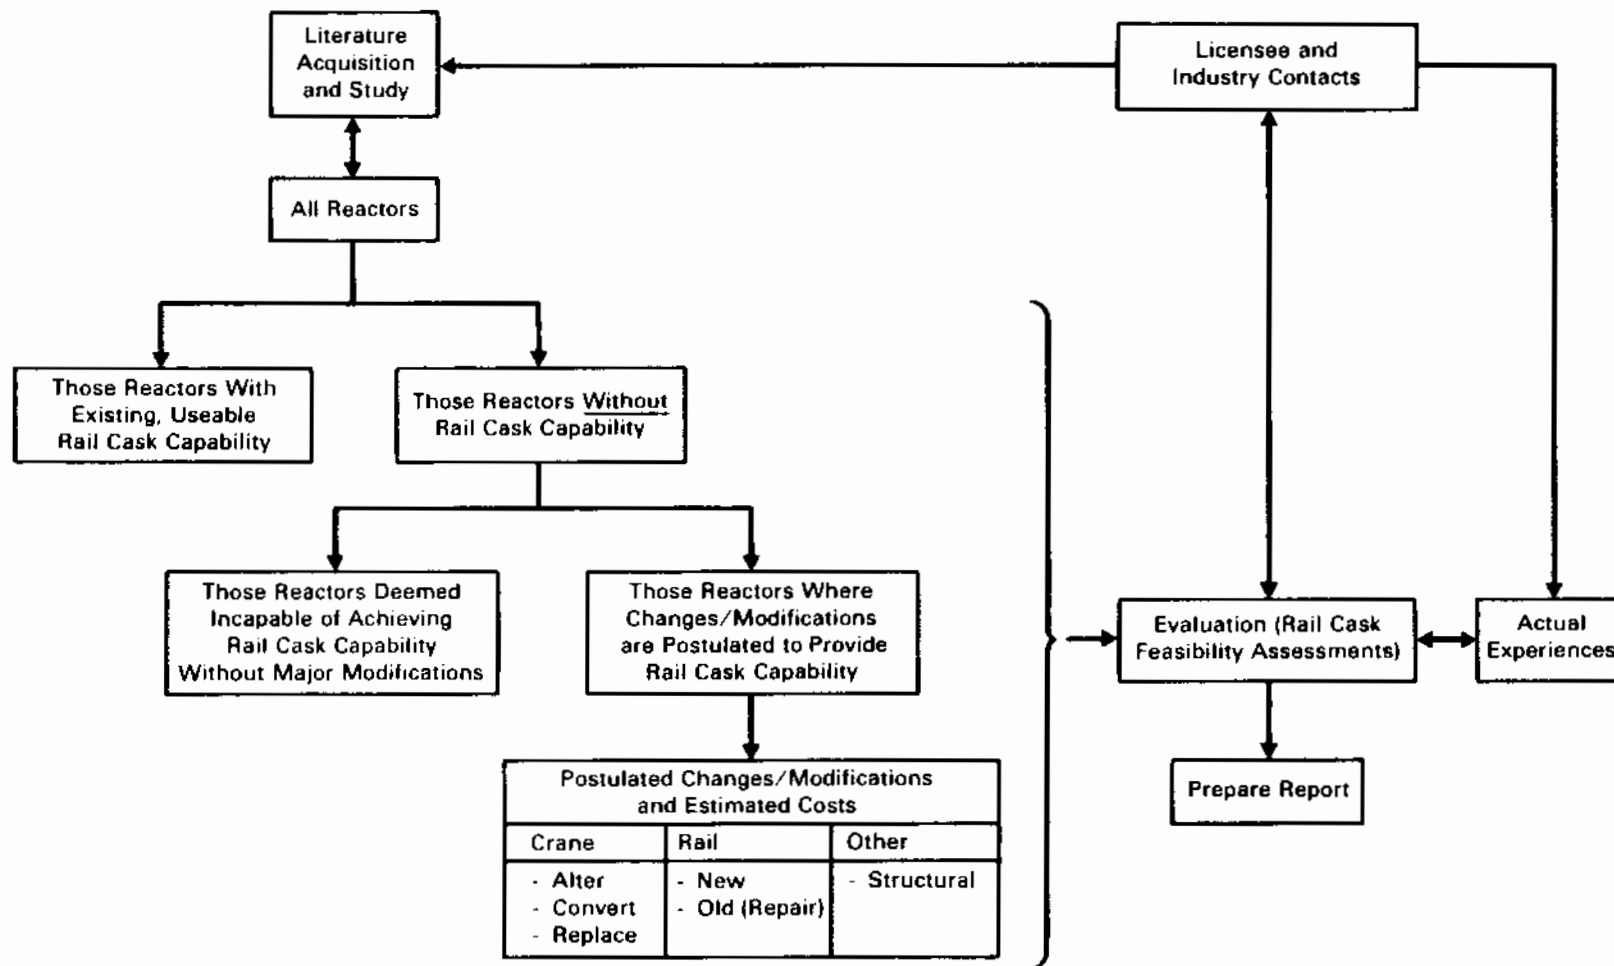 Literature
Acquisition
and Study
Licensee and
Industry Contacts
All Reactors
Those Reactors With
Existing, Useable
Rail Cask Capability
Those Reactors Without
Rail Cask Capability
Those Reactors Deemed
Incapable of Achieving
Rail Cask Capability
Without Major Modifications
Those Reactors Where
Changes/Modifications
are Postulated to Provide
Rail Cask Capability
Evaluation (Rail Cask
Feasibility Assessments)
Actual
Experiences
Postulated Changes/Modifications
and Estimated Costs
Crane
Rail
Other
- Alter
- Convert
- Replace
- New
- Old (Repair)
- Structural
Prepare Report